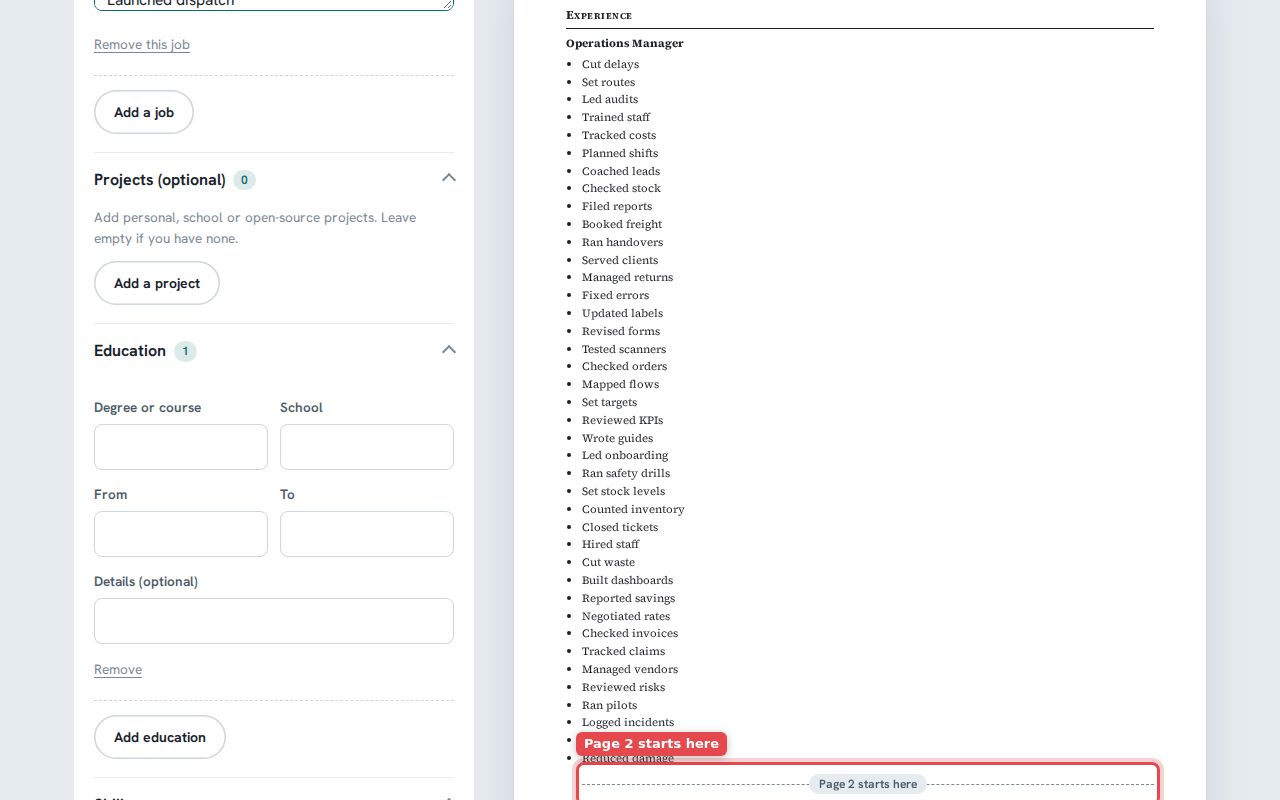 Launched dispatch
Remove this job
Add a job
Projects (optional) 0
Add personal, school or open-source projects. Leave
empty if you have none.
Add a project
Education 1
Degree or course School
From To
Details (optional)
Remove
Add education
EXPERIENCE
Operations Manager
• Cut delays
• Set routes
• Led audits
• Trained staff
• Tracked costs
• Planned shifts
• Coached leads
• Checked stock
• Filed reports
• Booked freight
• Ran handovers
• Served clients
• Managed returns
• Fixed errors
• Updated labels
• Revised forms
• Tested scanners
• Checked orders
• Mapped flows
• Set targets
• Reviewed KPIs
• Wrote guides
• Led onboarding
• Ran safety drills
• Set stock levels
• Counted inventory
• Closed tickets
• Hired staff
• Cut waste
• Built dashboards
• Reported savings
• Negotiated rates
• Checked invoices
• Tracked claims
• Managed vendors
• Reviewed risks
• Ran pilots
• Logged incidents
Page 2 starts here
• Reduced damage
Page 2 starts here